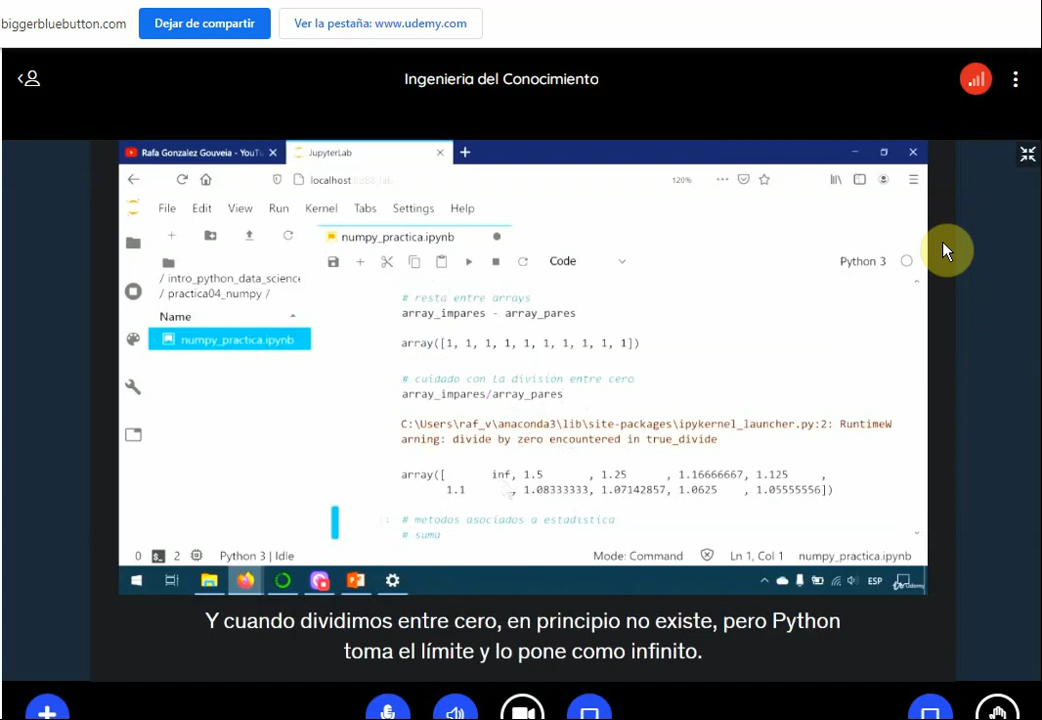 biggerbluebutton.com Dejar de compartir Ver la pestaña: www.udemy.com
Ingenieria del Conocimiento
Rafa Gonzalez Gouveia - YouTu JupyterLab
localhost 120%
File Edit View Run Kernel Tabs Settings Help
numpy_practica.ipynb
Code Python 3
/ intro_python_data_science
/ practica04_numpy /
Name
numpy_practica.ipynb
# resta entre arrays
array_impares - array_pares
array([1, 1, 1, 1, 1, 1, 1, 1, 1, 1])
# cuidado con la division entre cero
array_impares/array_pares
C:\Users\raf_v\anaconda3\lib\site-packages\ipykernel_launcher.py:2: RuntimeW
arning: divide by zero encountered in true_divide
array([ inf, 1.5 , 1.25 , 1.16666667, 1.125 ,
1.1 , 1.08333333, 1.07142857, 1.0625 , 1.05555556])
# metodos asociados a estadistica
# suma
0 2 Python 3 | Idle Mode: Command Ln 1, Col 1 numpy_practica.ipynb
ESP
Udemy
Y cuando dividimos entre cero, en principio no existe, pero Python
toma el límite y lo pone como infinito.